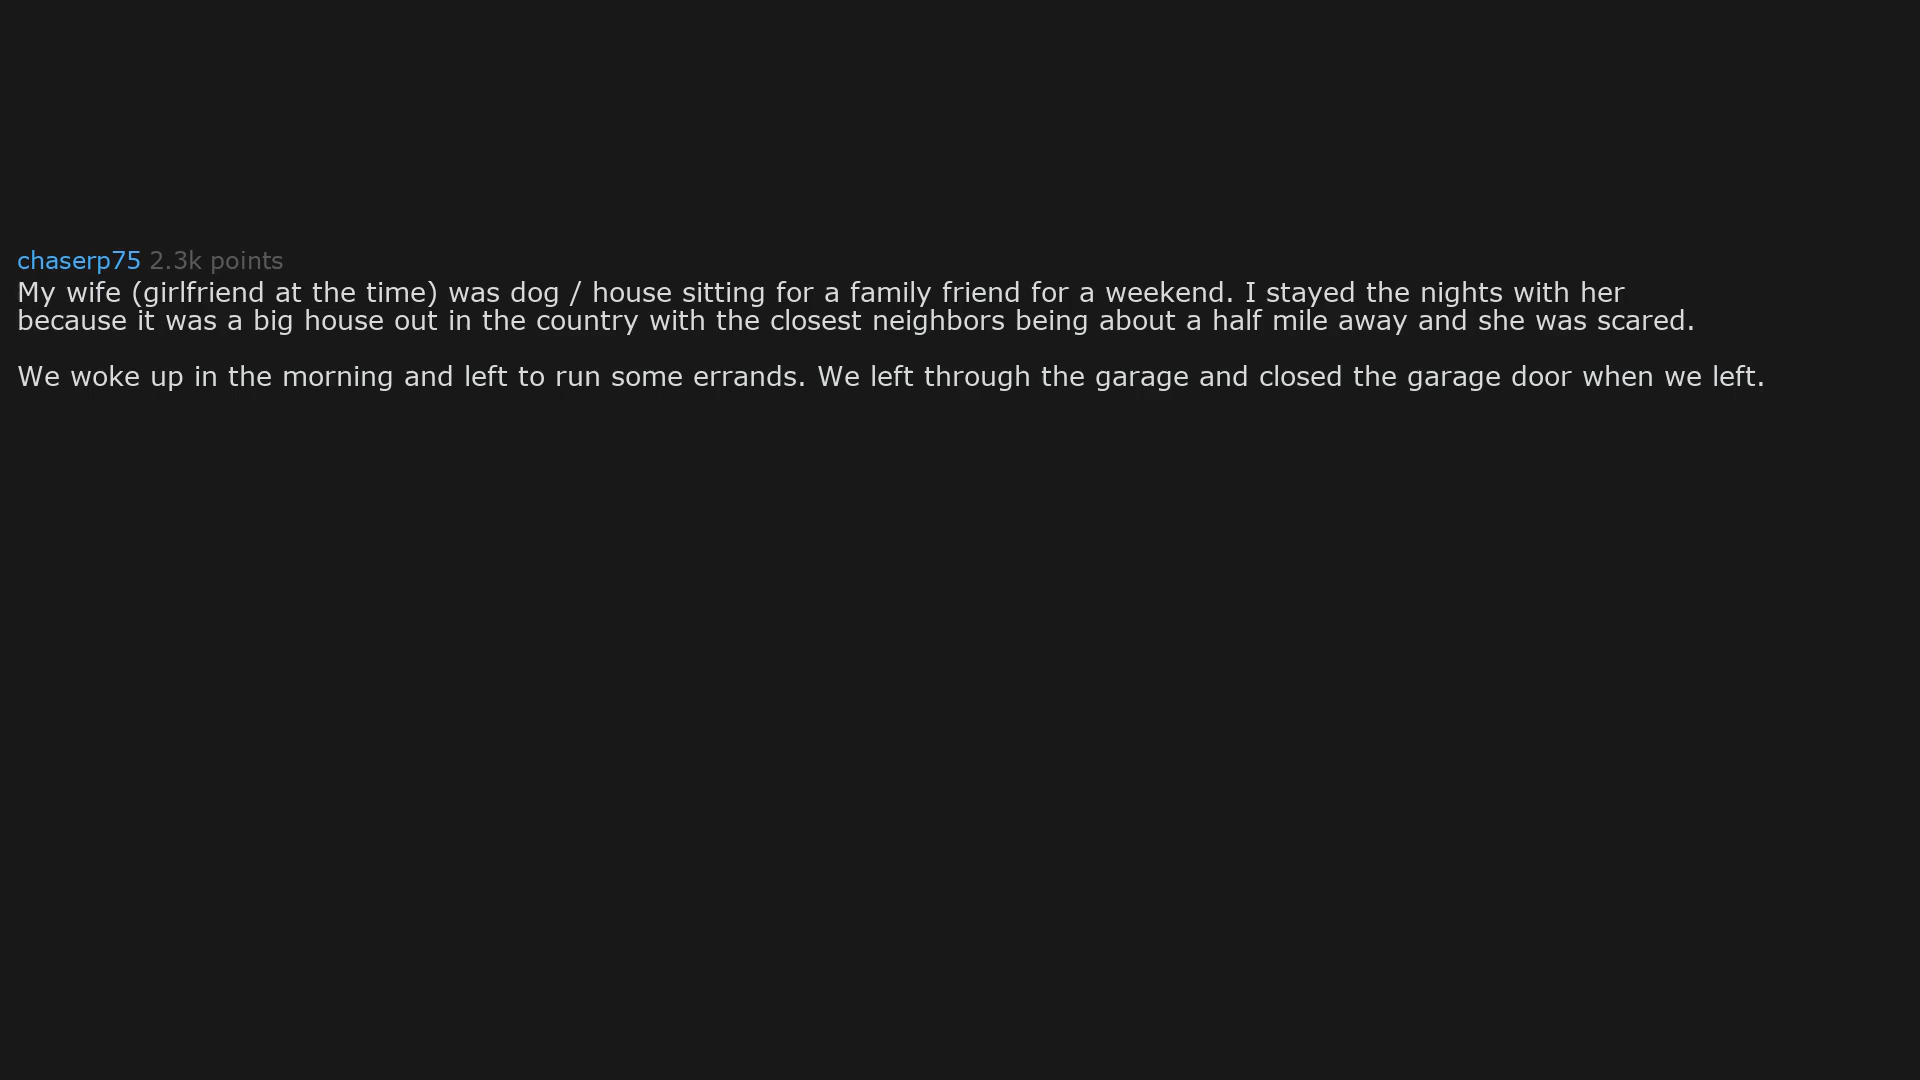 chaserp75 2.3k points
My wife (girlfriend at the time) was dog / house sitting for a family friend for a weekend. I stayed the nights with her
because it was a big house out in the country with the closest neighbors being about a half mile away and she was scared.
We woke up in the morning and left to run some errands. We left through the garage and closed the garage door when we left.